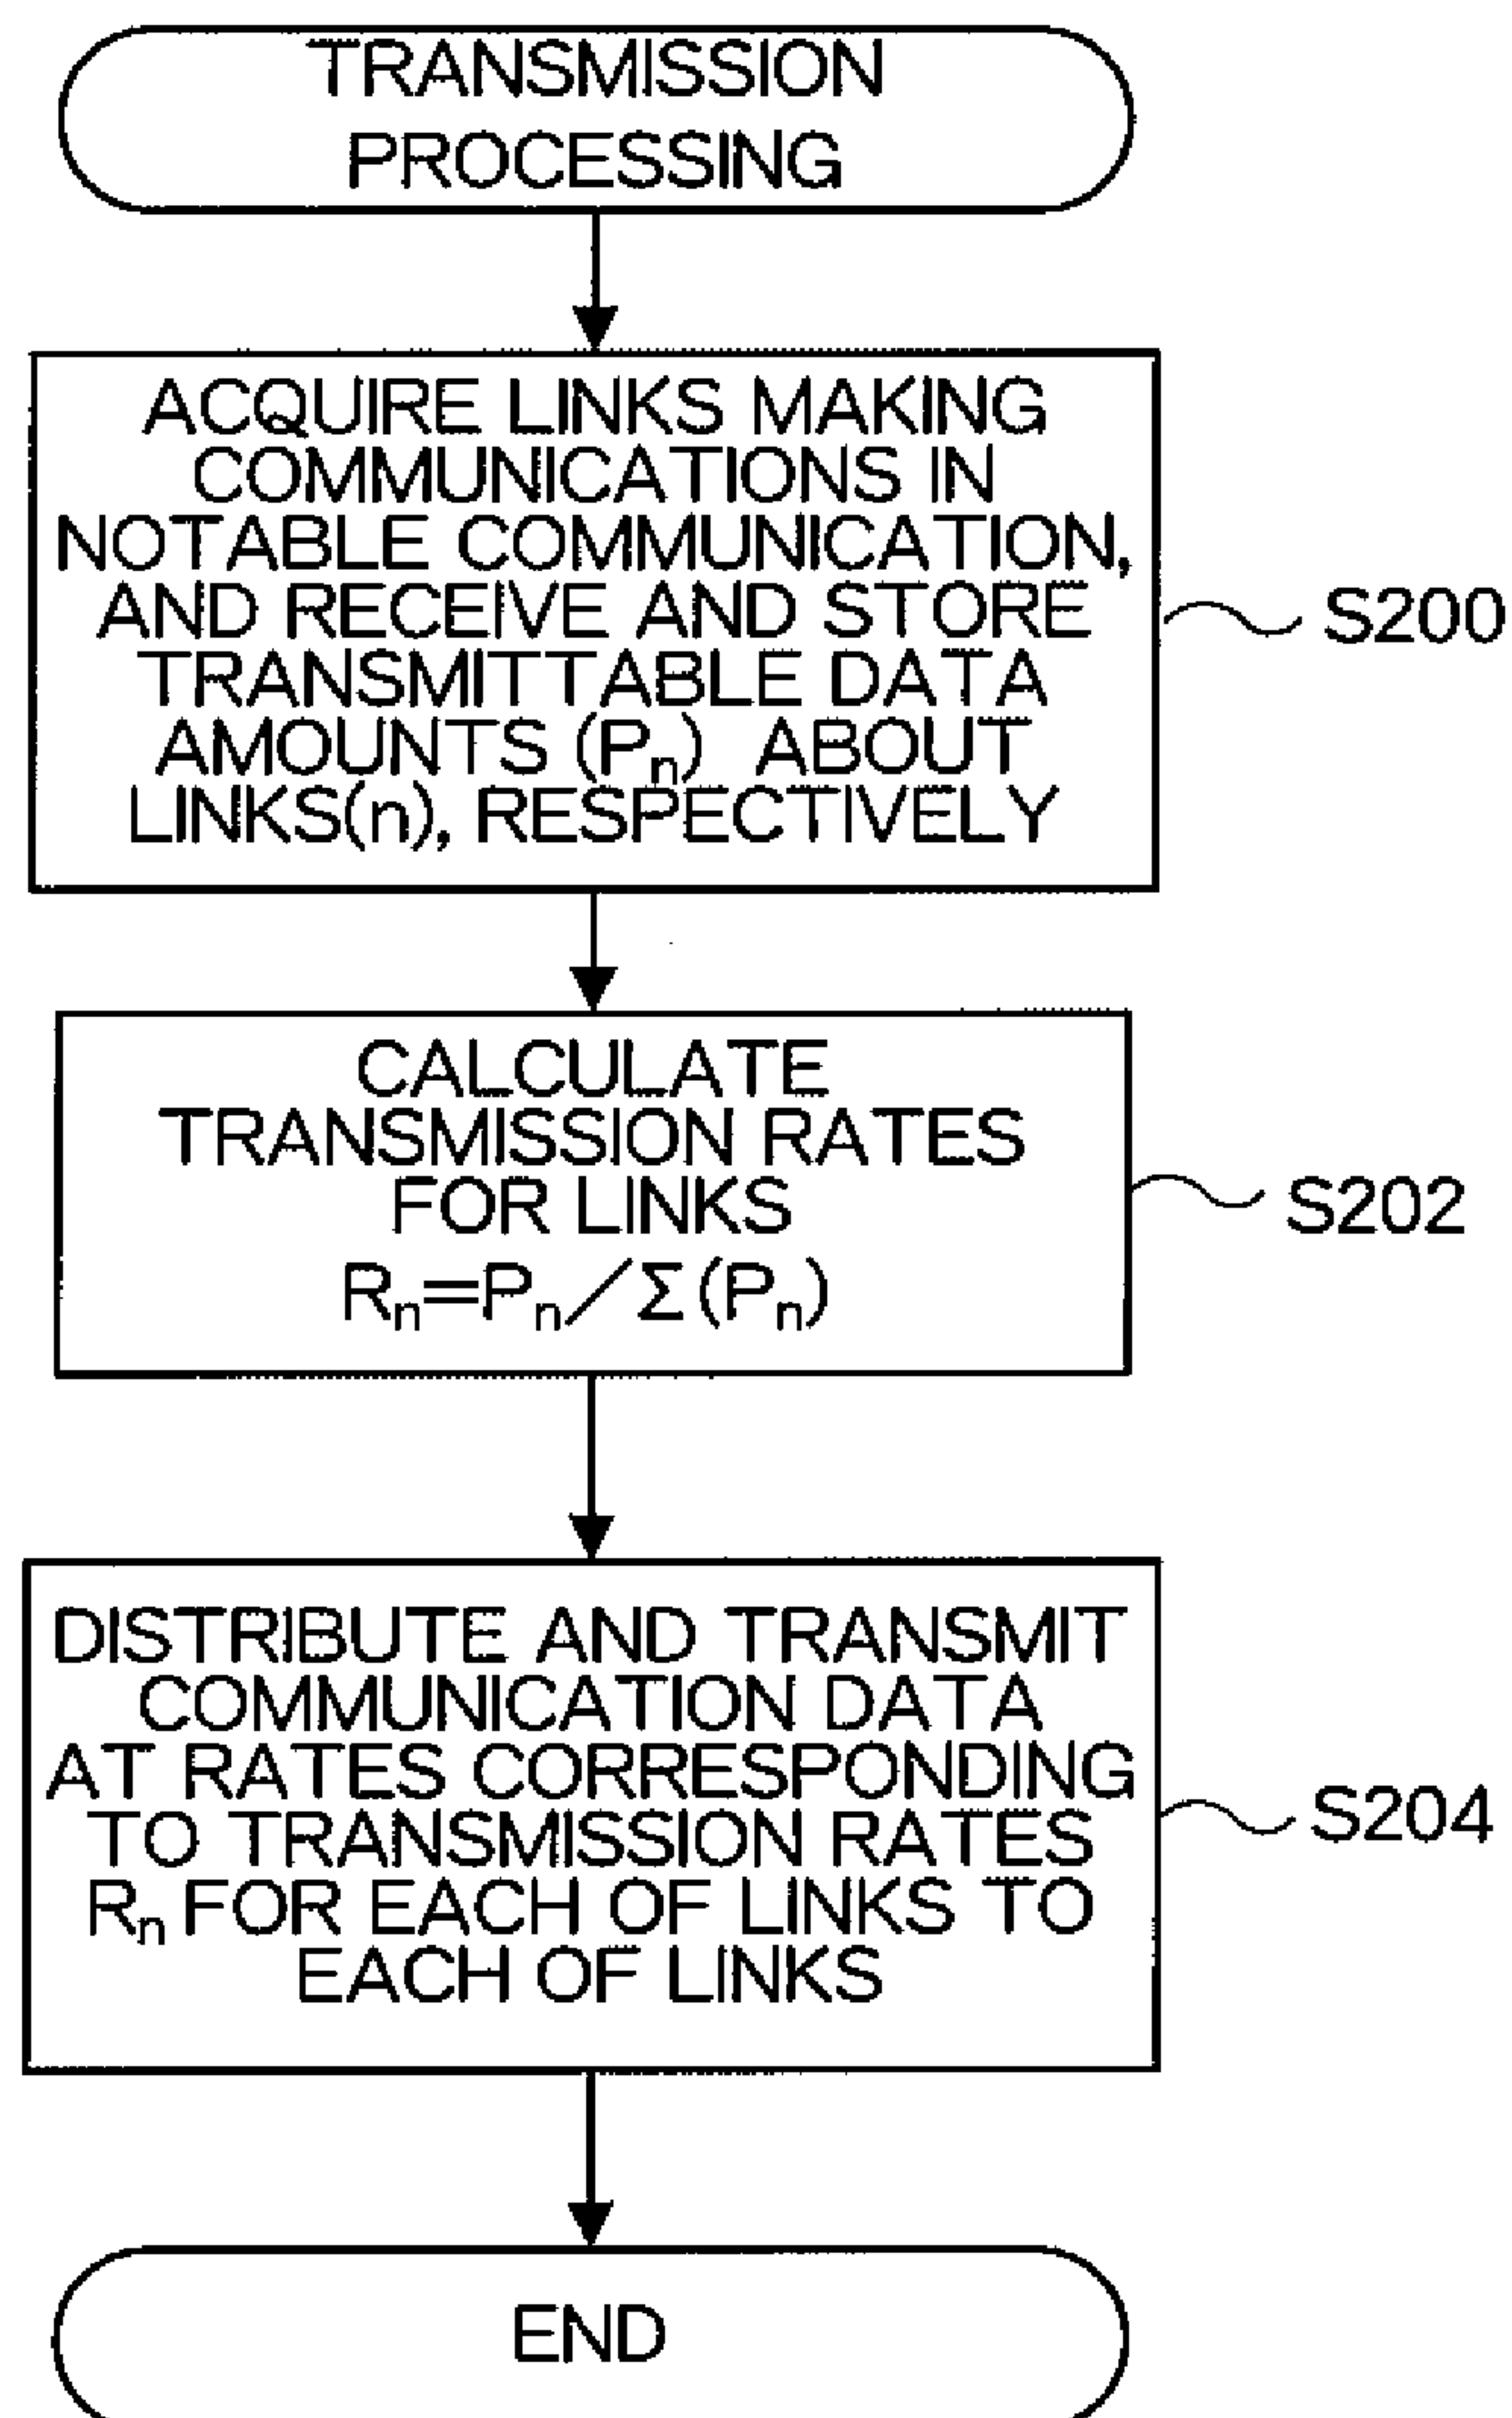 TRANSMISSION
PROCESSING
ACQUIRE LINKS MAKING
COMMUNICATIONS IN
NOTABLE COMMUNICATION,
AND RECEIVE AND STORE
TRANSMITTABLE DATA
AMOUNTS (Pn) ABOUT
LINKS(n), RESPECTIVELY
S200
CALCULATE
TRANSMISSION RATES
FOR LINKS
Rn=Pn/Σ(Pn)
S202
DISTRIBUTE AND TRANSMIT
COMMUNICATION DATA
AT RATES CORRESPONDING
TO TRANSMISSION RATES
Rn FOR EACH OF LINKS TO
EACH OF LINKS
S204
END